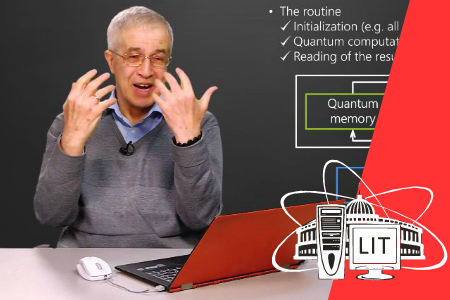 • The routine
✓ Initialization (e.g. all
✓ Quantum computat
✓ Reading of the resu
Quantum
memory
LIT